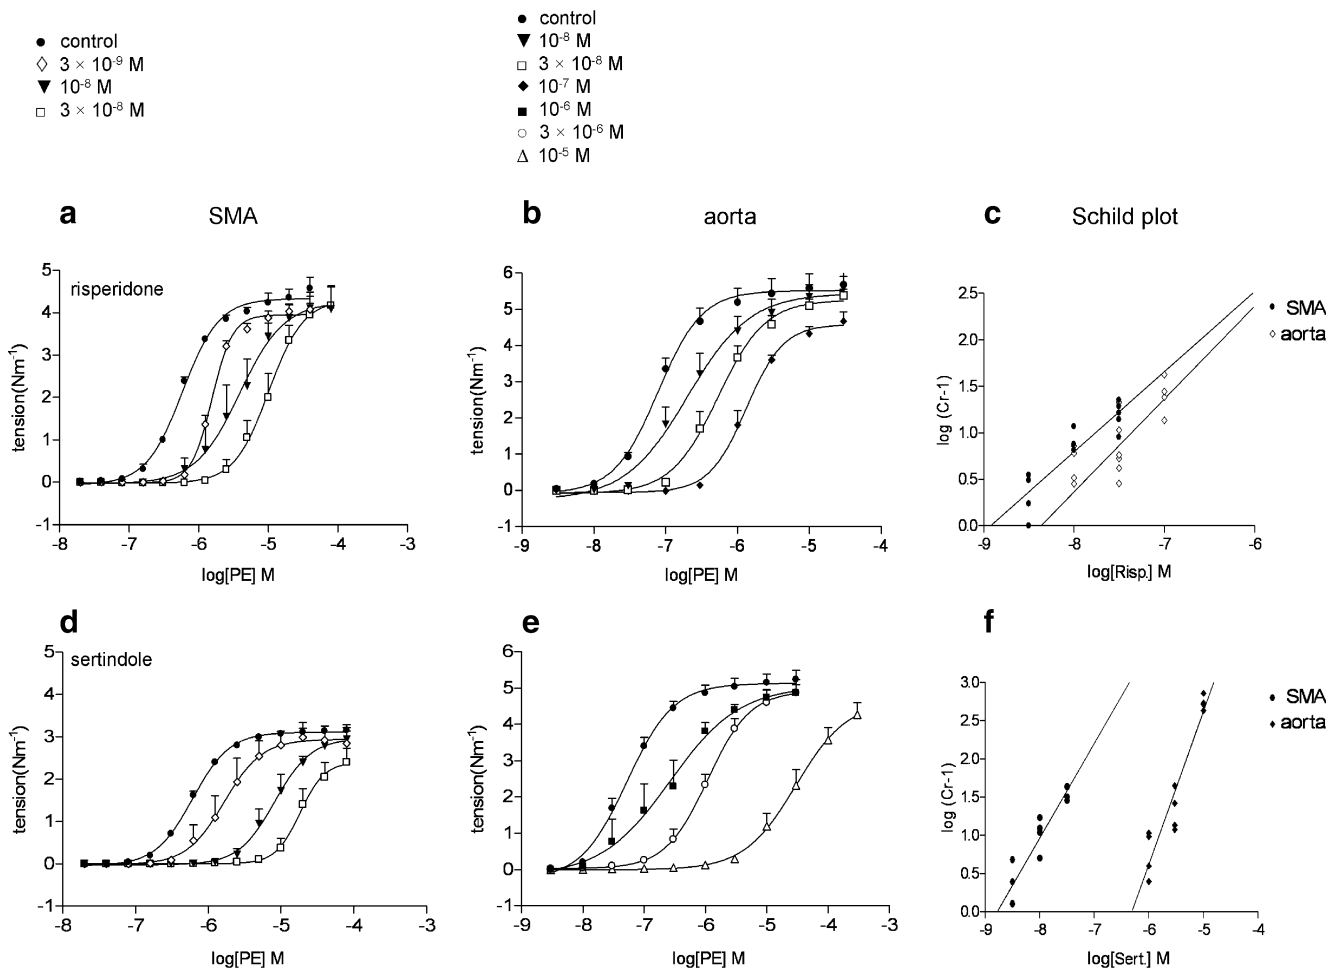 control
3 × 10-9 M
10-8 M
3 × 10-8 M
control
10-8 M
3 × 10-8 M
10-7 M
10-6 M
3 × 10-6 M
10-5 M
a SMA
b aorta
c Schild plot
risperidone
tension(Nm-1)
5
4
3
2
1
0
-1
-8 -7 -6 -5 -4 -3
log[PE] M
tension(Nm-1)
6
5
4
3
2
1
0
-1
-9 -8 -7 -6 -5 -4
log[PE] M
log (Cr-1)
2.5
2.0
1.5
1.0
0.5
0.0
-9 -8 -7 -6
log[Risp.] M
SMA
aorta
d
sertindole
tension(Nm-1)
5
4
3
2
1
0
-1
-8 -7 -6 -5 -4 -3
log[PE] M
e
tension(Nm-1)
6
5
4
3
2
1
0
-1
-9 -8 -7 -6 -5 -4 -3
log[PE] M
f
log (Cr-1)
3.0
2.5
2.0
1.5
1.0
0.5
0.0
-9 -8 -7 -6 -5 -4
log[Sert.] M
SMA
aorta